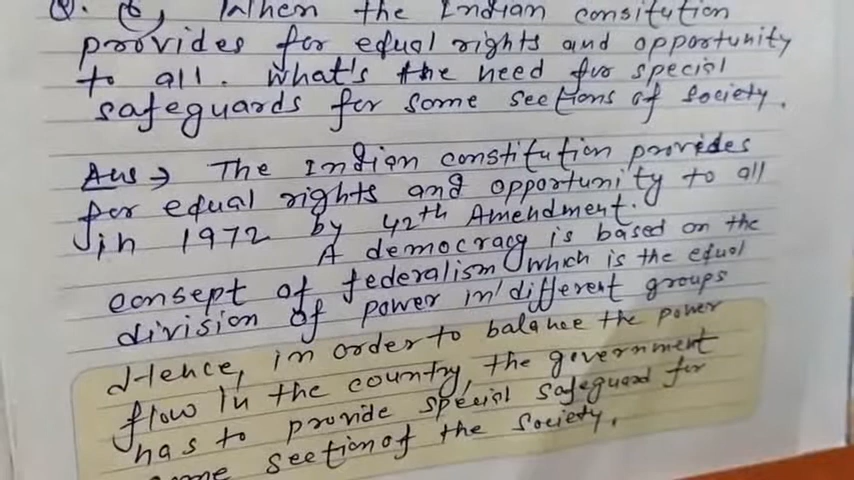 Q. 6, When the Indian consitution
provides for equal rights and opportunity
to all. What's the need for special
safeguards for some sections of society.
Ans → The Indian constitution provides
for equal rights and opportunity to all
in 1972 by 42th Amendment.
A democracy is based on the
consept of federalism which is the equal
division of power in different groups
Hence, in order to balance the power
flow in the country, the government
has to provide special safeguard for
some section of the society.